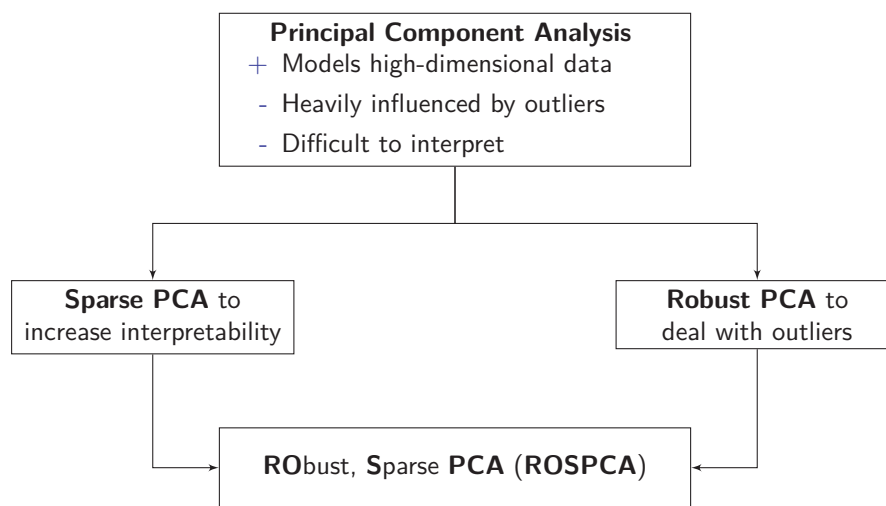 Principal Component Analysis
+ Models high-dimensional data
- Heavily influenced by outliers
- Difficult to interpret
Sparse PCA to
increase interpretability
Robust PCA to
deal with outliers
RObust, Sparse PCA (ROSPCA)